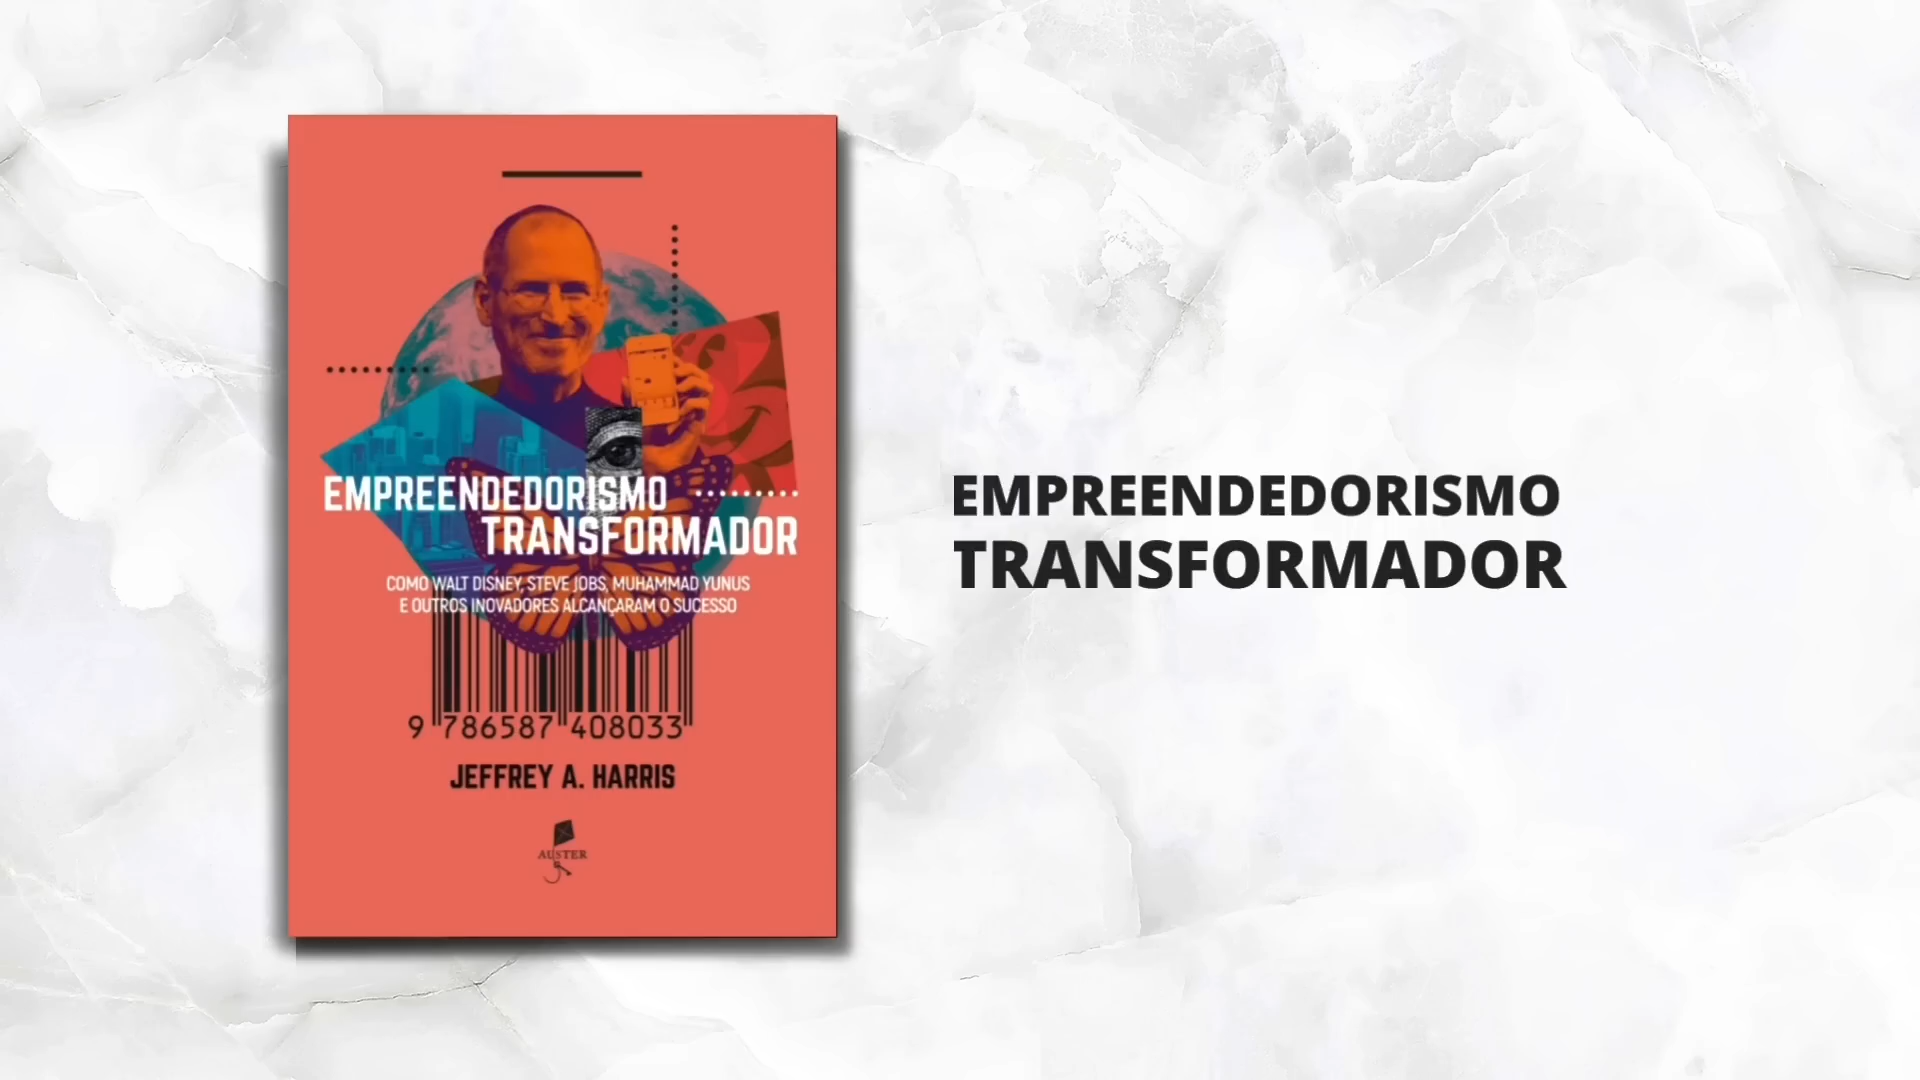 EMPREENDEDORISMO
TRANSFORMADOR
COMO WALT DISNEY, STEVE JOBS, MUHAMMAD YUNUS
E OUTROS INOVADORES ALCANÇARAM O SUCESSO
9 786587 408033
JEFFREY A. HARRIS
AUSTER
EMPREENDEDORISMO
TRANSFORMADOR